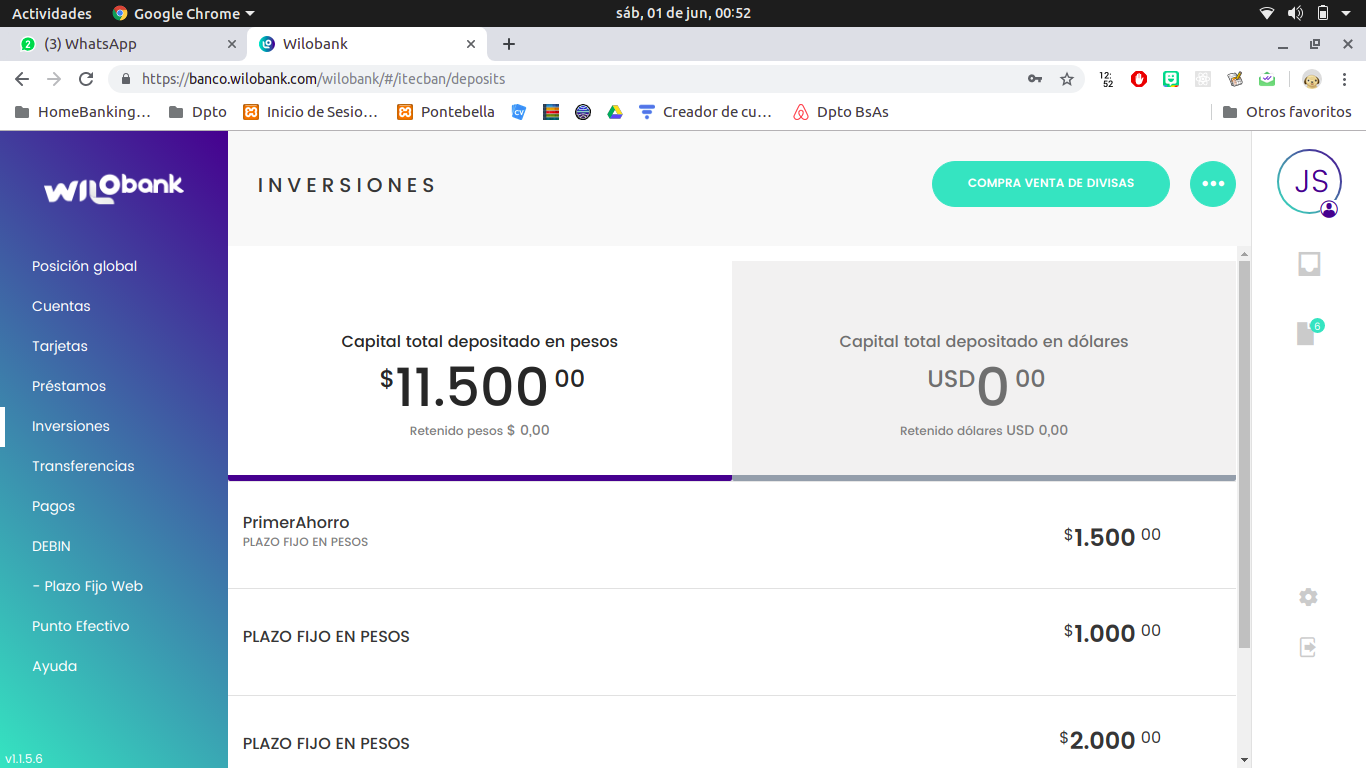 Actividades
Google Chrome
sáb, 01 de jun, 00:52
2
(3) WhatsApp
Wilobank
https://banco.wilobank.com/wilobank/#/itecban/deposits
12:
52
HomeBanking...
Dpto
Inicio de Sesio...
Pontebella
CV
Creador de cu...
Dpto BsAs
Otros favoritos
WILObank
Posición global
Cuentas
Tarjetas
Préstamos
Inversiones
Transferencias
Pagos
DEBIN
- Plazo Fijo Web
Punto Efectivo
Ayuda
v1.1.5.6
INVERSIONES
COMPRA VENTA DE DIVISAS
JS
6
Capital total depositado en pesos
$11.500 00
Retenido pesos $ 0,00
Capital total depositado en dólares
USD0 00
Retenido dólares USD 0,00
PrimerAhorro
PLAZO FIJO EN PESOS
$1.500 00
PLAZO FIJO EN PESOS
$1.000 00
PLAZO FIJO EN PESOS
$2.000 00